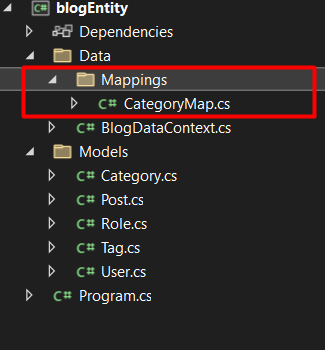 C# blogEntity
Dependencies
Data
Mappings
C# CategoryMap.cs
C# BlogDataContext.cs
Models
C# Category.cs
C# Post.cs
C# Role.cs
C# Tag.cs
C# User.cs
C# Program.cs